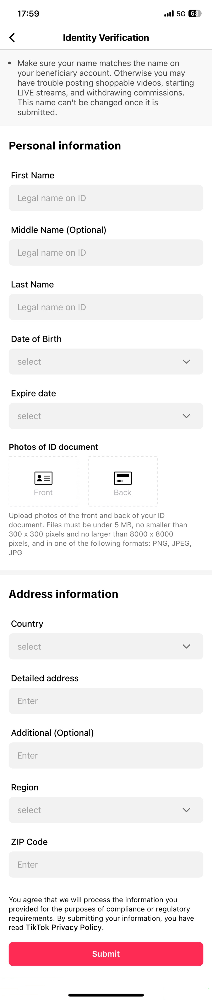 17:59
5G 63
Identity Verification
• Make sure your name matches the name on
your beneficiary account. Otherwise you may
have trouble posting shoppable videos, starting
LIVE streams, and withdrawing commissions.
This name can't be changed once it is
submitted.
Personal information
First Name
Legal name on ID
Middle Name (Optional)
Legal name on ID
Last Name
Legal name on ID
Date of Birth
select
Expire date
select
Photos of ID document
Front Back
Upload photos of the front and back of your ID
document. Files must be under 5 MB, no smaller than
300 x 300 pixels and no larger than 8000 x 8000
pixels, and in one of the following formats: PNG, JPEG,
JPG
Address information
Country
select
Detailed address
Enter
Additional (Optional)
Enter
Region
select
ZIP Code
Enter
You agree that we will process the information you
provided for the purposes of compliance or regulatory
requirements. By submitting your information, you have
read TikTok Privacy Policy.
Submit